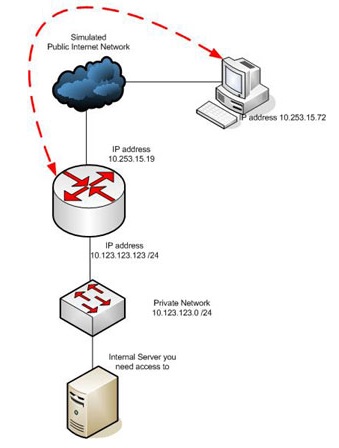 Simulated
Public Internet Network
IP address 10.253.15.72
IP address
10.253.15.19
IP address
10.123.123.123 /24
Private Network
10.123.123.0 /24
Internal Server you
need access to